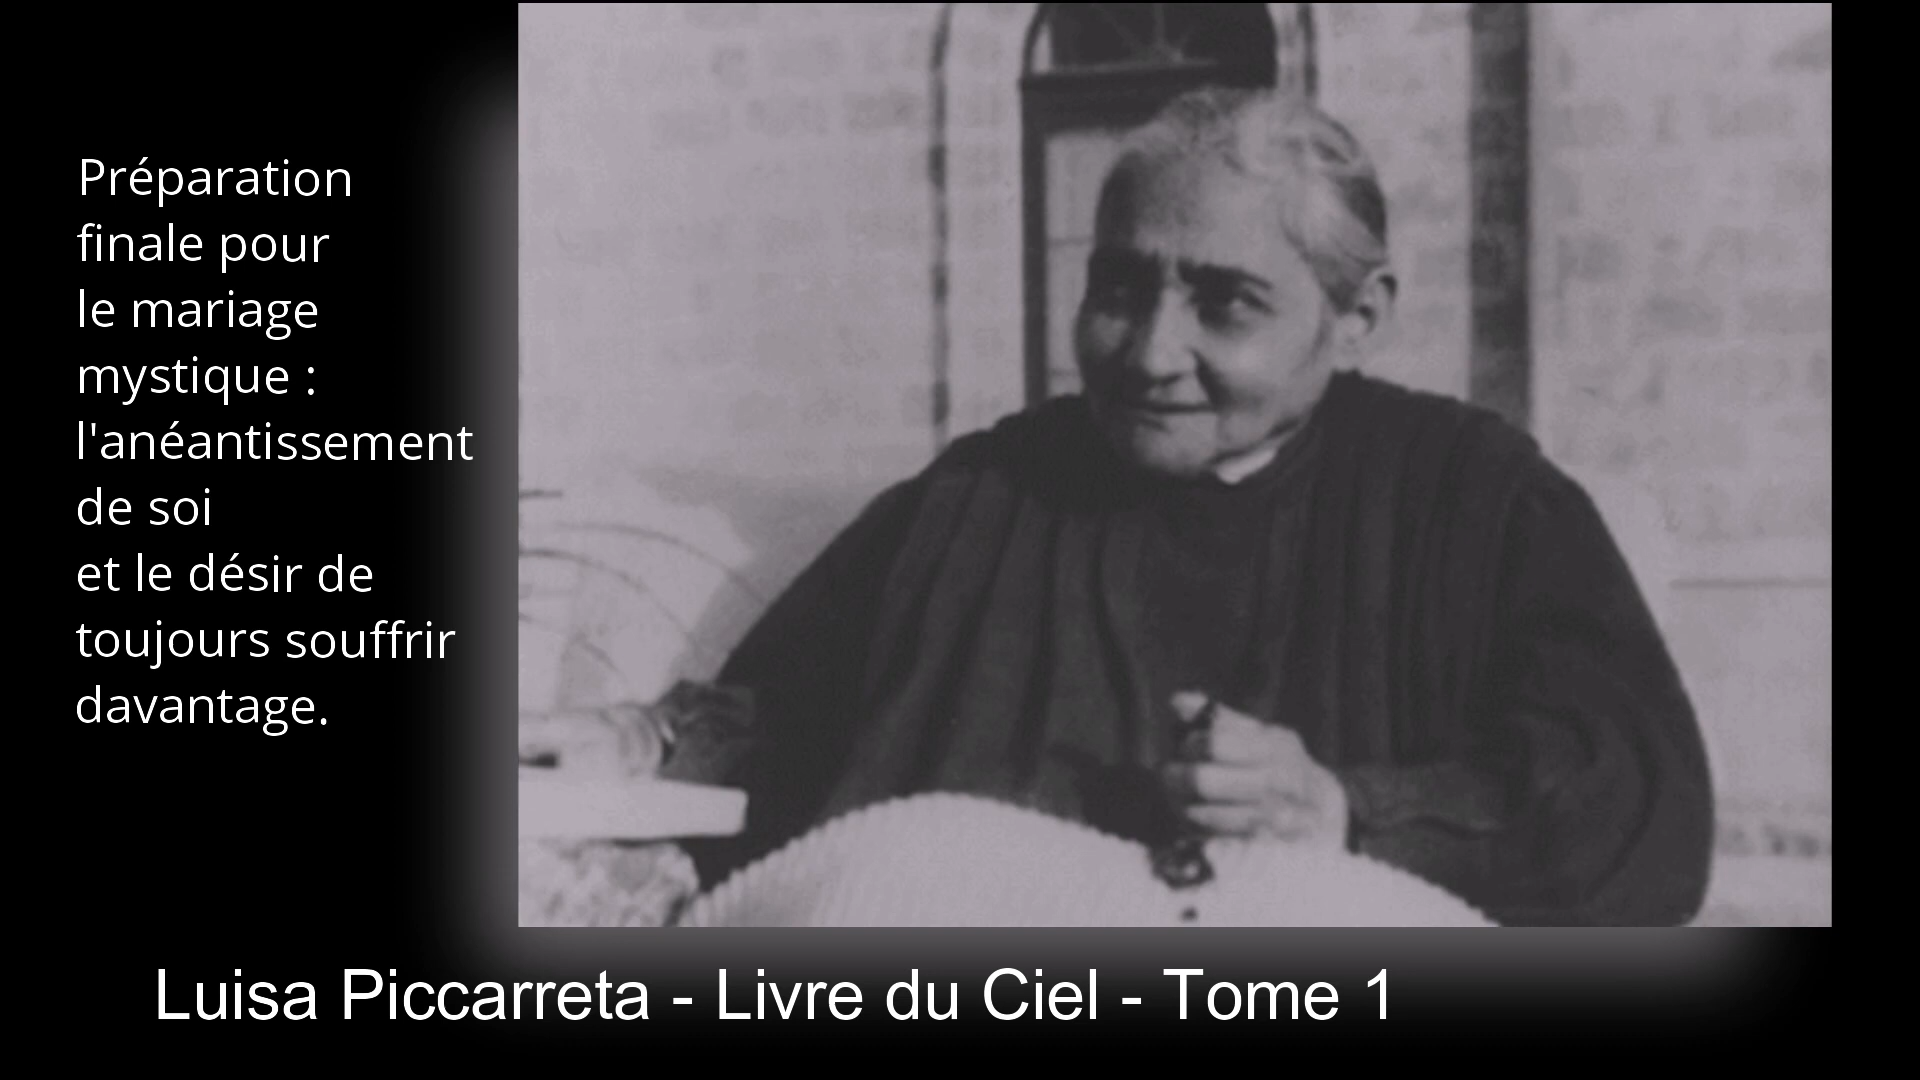 Préparation
finale pour
le mariage
mystique :
l'anéantissement
de soi
et le désir de
toujours souffrir
davantage.
Luisa Piccarreta - Livre du Ciel - Tome 1